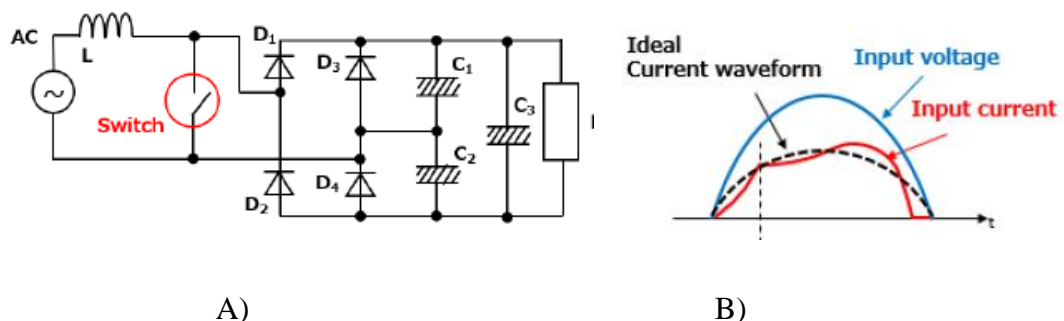 AC
L
Switch
D1
D2
D3
D4
C1
C2
C3
Ideal
Current waveform
Input voltage
Input current
t
A)
B)